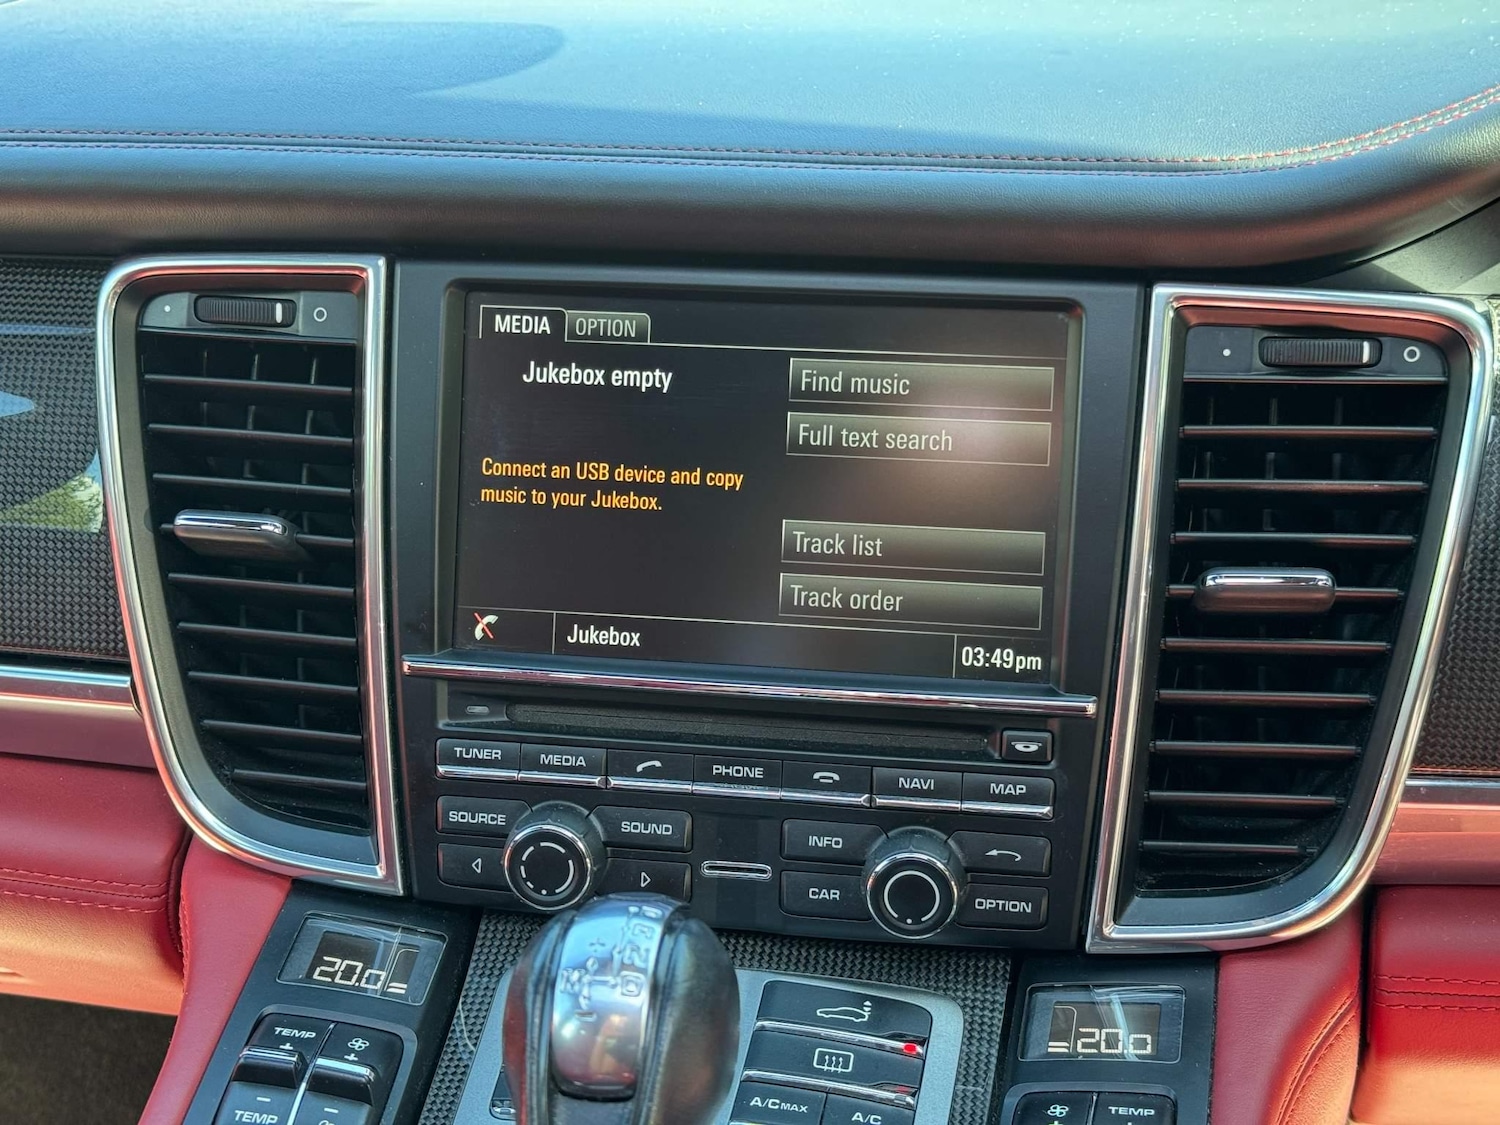 MEDIA OPTION
Jukebox empty
Find music
Full text search
Connect an USB device and copy
music to your Jukebox.
Track list
Track order
Jukebox
03:49pm
TUNER MEDIA PHONE NAVI MAP
SOURCE SOUND INFO
CAR OPTION
20.0 20.0
TEMP
TEMP
A/C MAX A/C
TEMP